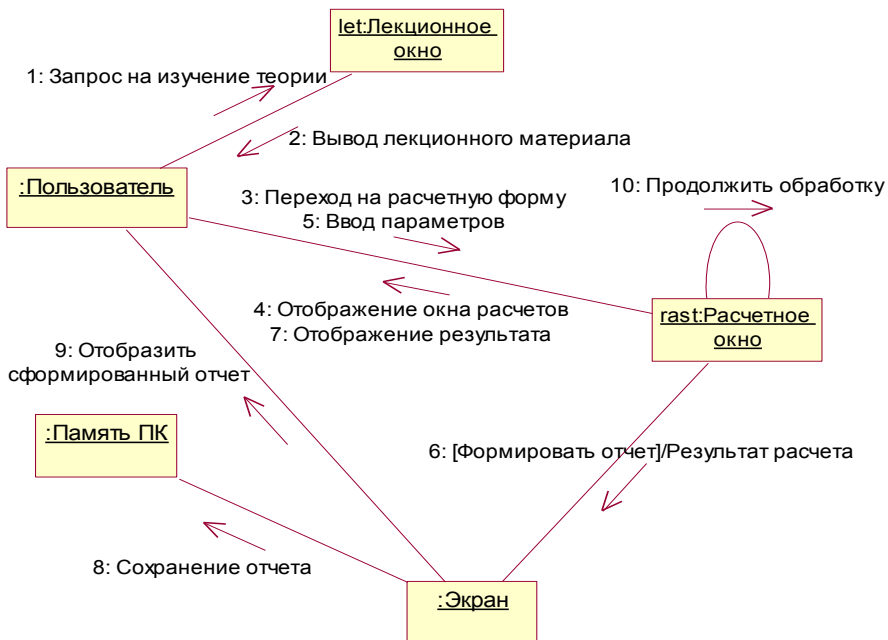 let:Лекционное
окно
1: Запрос на изучение теории
2: Вывод лекционного материала
:Пользователь
3: Переход на расчетную форму
5: Ввод параметров
10: Продолжить обработку
4: Отображение окна расчетов
7: Отображение результата
rast:Расчетное
окно
9: Отобразить
сформированный отчет
:Память ПК
6: [Формировать отчет]/Результат расчета
8: Сохранение отчета
:Экран